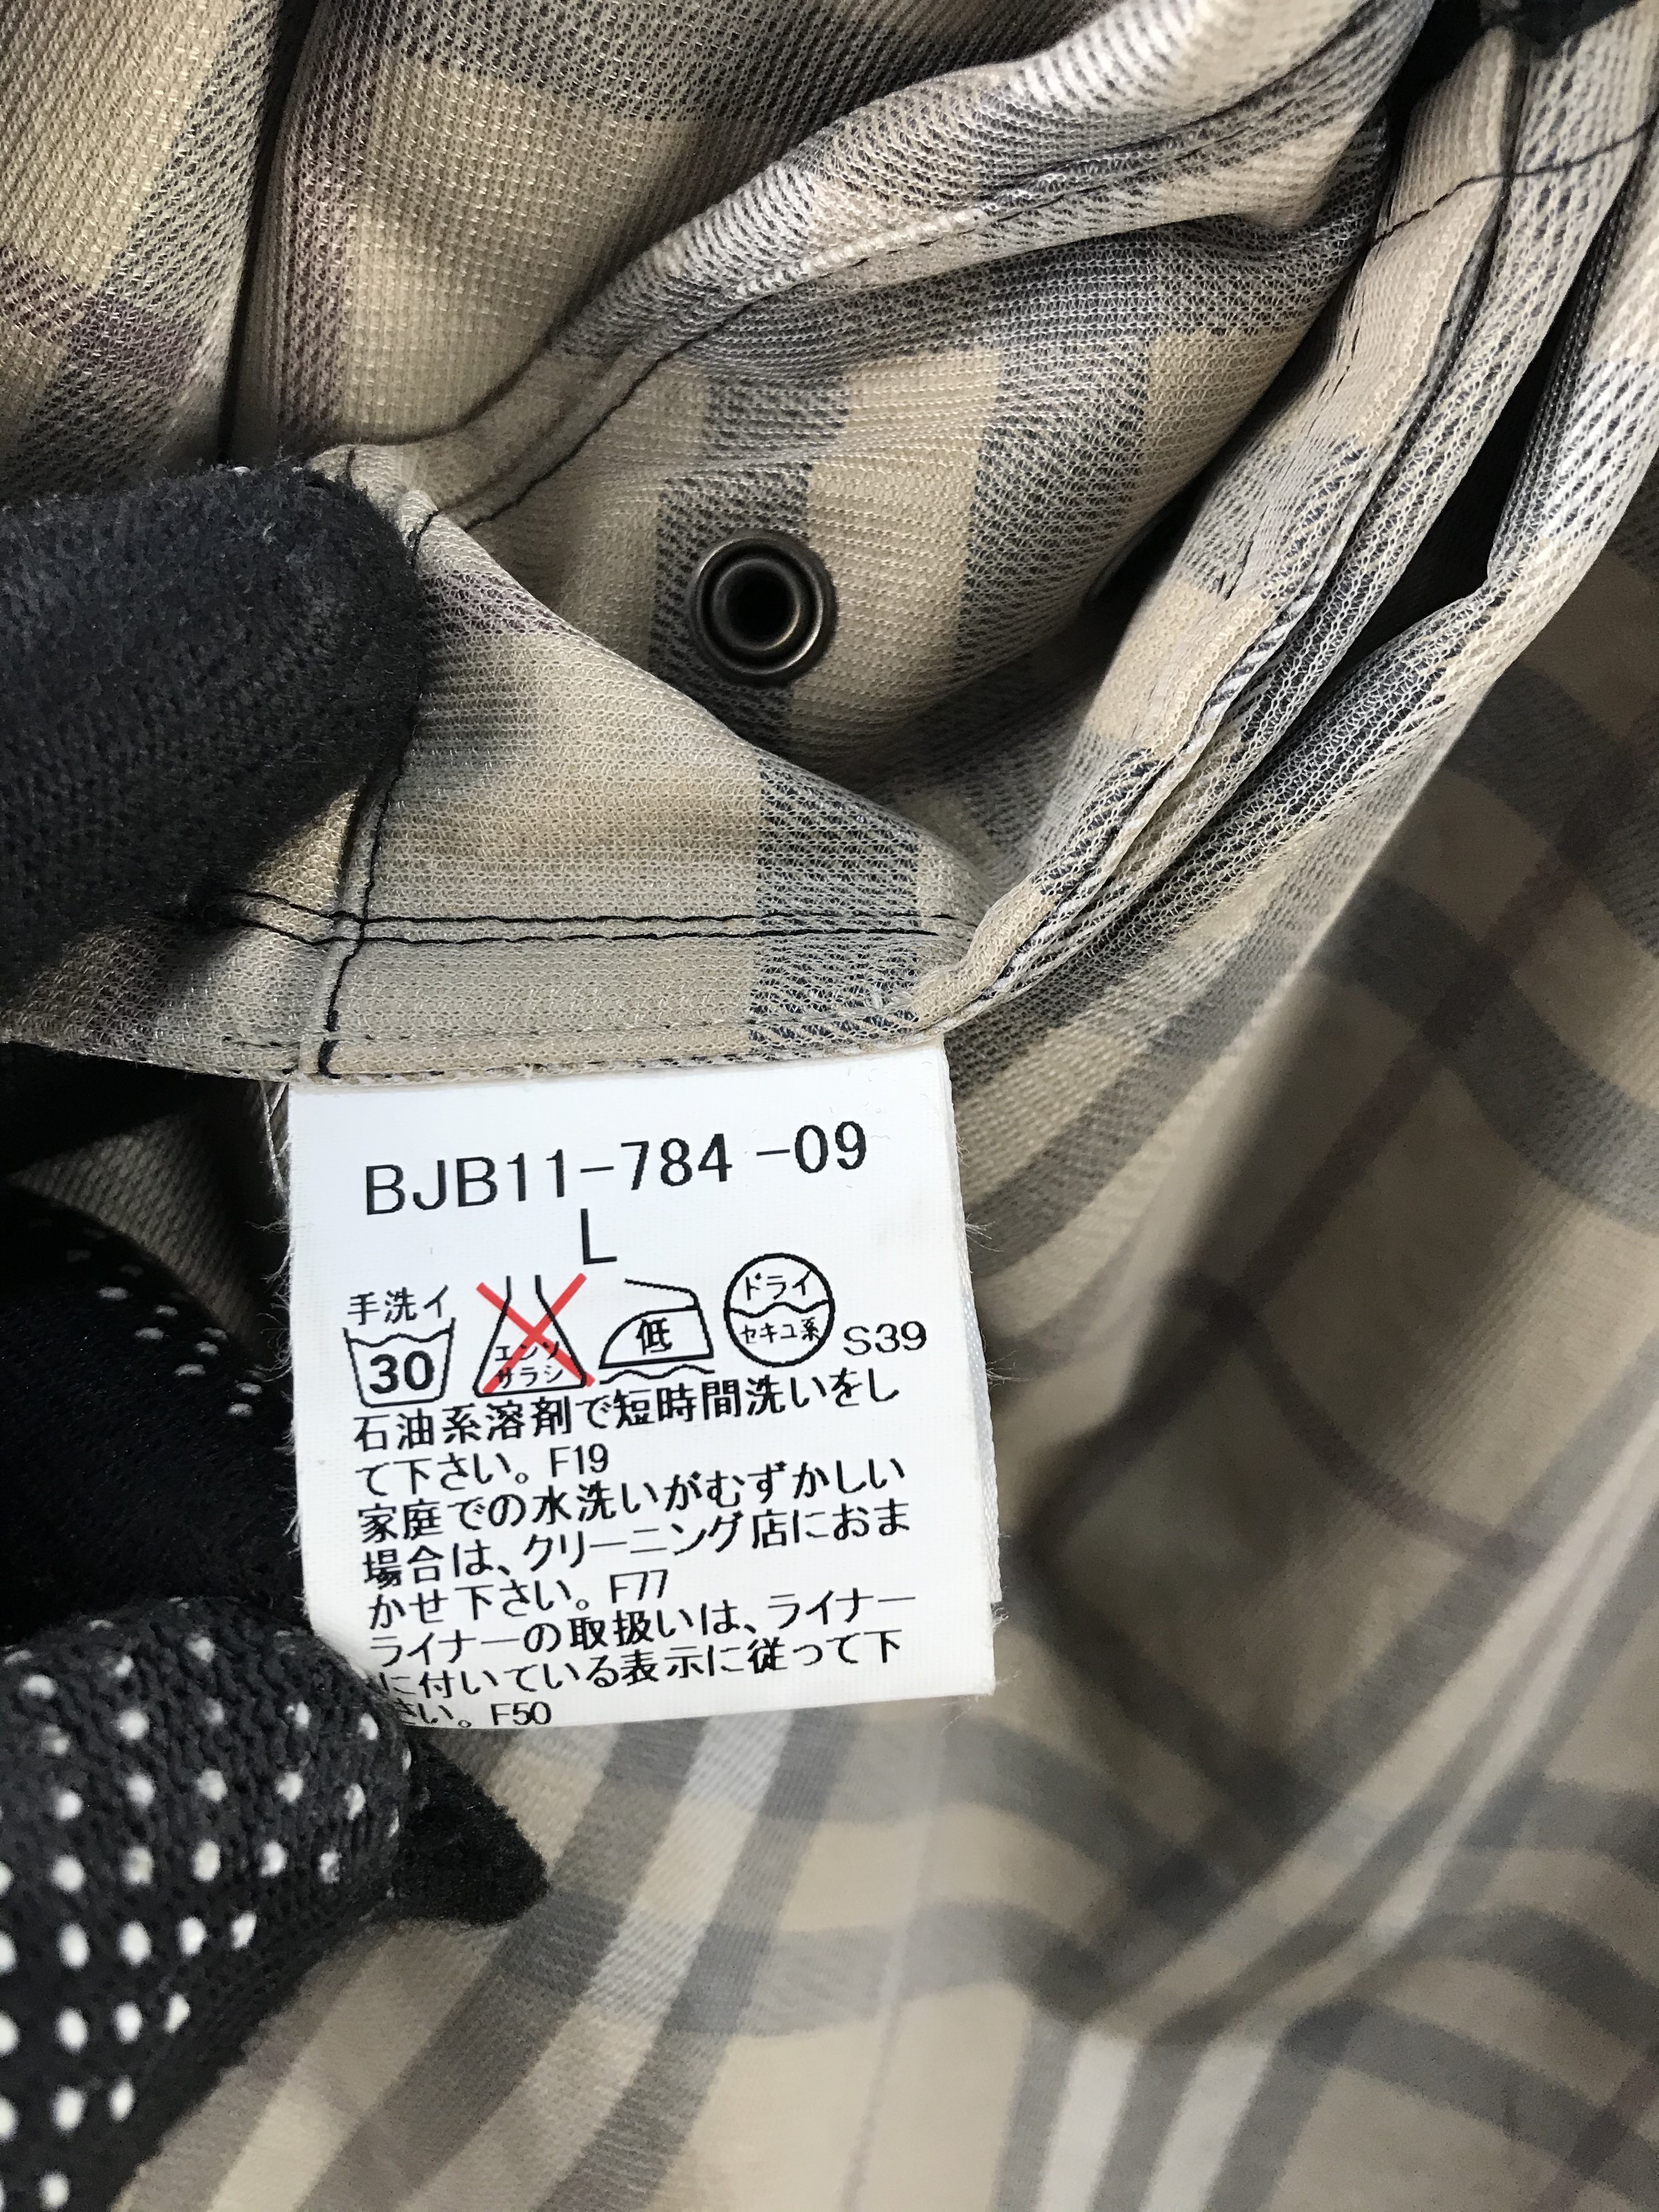 BJB11-784 -09
L
手洗イ
30
エンソ
サラシ
低
ドライ
セキユ系
S39
石油系溶剤で短時間洗いをし
て下さい。F19
家庭での水洗いがむずかしい
場合は、クリーニング店におま
かせ下さい。F77
ライナーの取扱いは、ライナー
に付いている表示に従って下
さい。F50